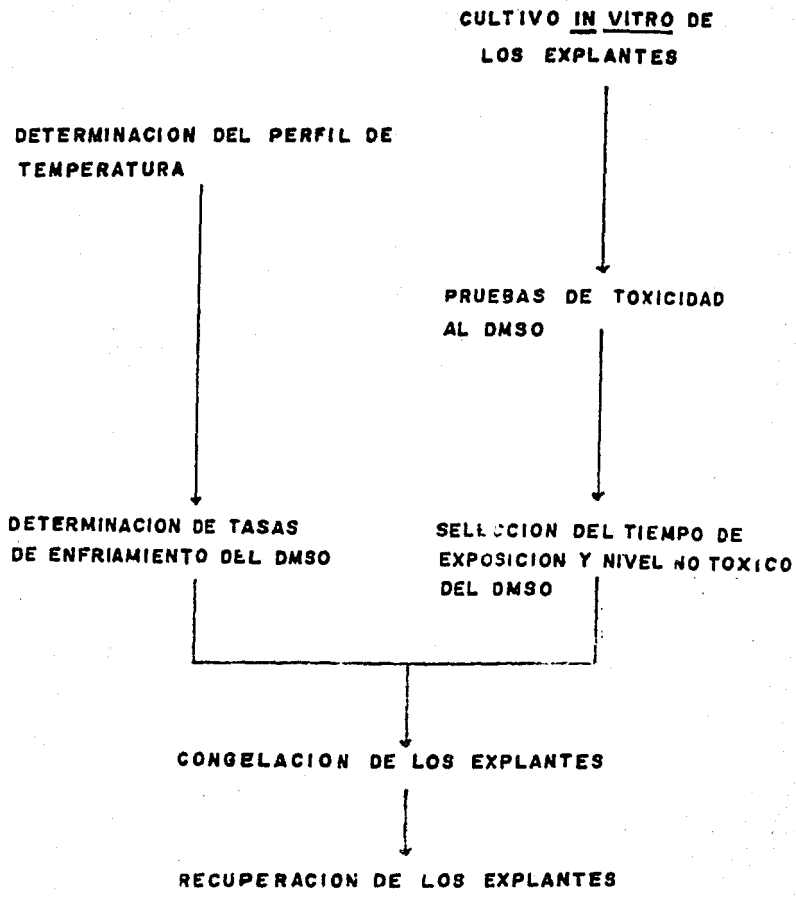 CULTIVO IN VITRO DE
LOS EXPLANTES
DETERMINACION DEL PERFIL DE
TEMPERATURA
PRUEBAS DE TOXICIDAD
AL DMSO
DETERMINACION DE TASAS
DE ENFRIAMIENTO DEL DMSO
SELECCION DEL TIEMPO DE
EXPOSICION Y NIVEL NO TOXICO
DEL DMSO
CONGELACION DE LOS EXPLANTES
RECUPERACION DE LOS EXPLANTES